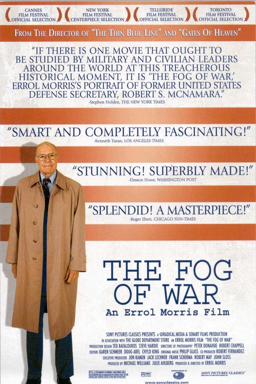 CANNES NEW YORK TELLURIDE TORONTO
FILM FESTIVAL FILM FESTIVAL FILM FESTIVAL FILM FESTIVAL
OFFICIAL SELECTION CENTERPIECE SELECTION OFFICIAL SELECTION OFFICIAL SELECTION
FROM THE DIRECTOR OF "THE THIN BLUE LINE" AND "GATES OF HEAVEN"
"IF THERE IS ONE MOVIE THAT OUGHT TO
BE STUDIED BY MILITARY AND CIVILIAN LEADERS
AROUND THE WORLD AT THIS TREACHEROUS
HISTORICAL MOMENT, IT IS 'THE FOG OF WAR,'
ERROL MORRIS'S PORTRAIT OF FORMER UNITED STATES
DEFENSE SECRETARY, ROBERT S. MCNAMARA."
-Stephen Holden, THE NEW YORK TIMES
"SMART AND COMPLETELY FASCINATING!"
-Kenneth Turan, LOS ANGELES TIMES
"STUNNING! SUPERBLY MADE!"
WASHINGTON POST
"SPLENDID! A MASTERPIECE!"
-Roger Ebert, CHICAGO SUN-TIMES
THE FOG
OF WAR
An Errol Morris Film
SONY PICTURES CLASSICS
www.sonyclassics.com